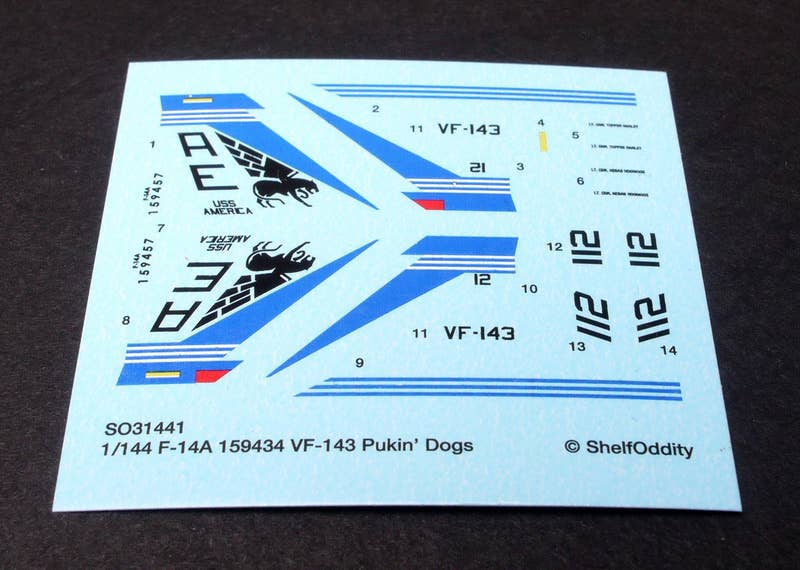 2
4
11 VF-143
5
1
AE
21
3
6
USS
AMERICA
F-14A
159457
7
USS
AMERICA
F-14A
159457
AE
12
10
12
112
112
8
11 VF-143
112
112
13
14
9
SO31441
1/144 F-14A 159434 VF-143 Pukin' Dogs
© ShelfOddity